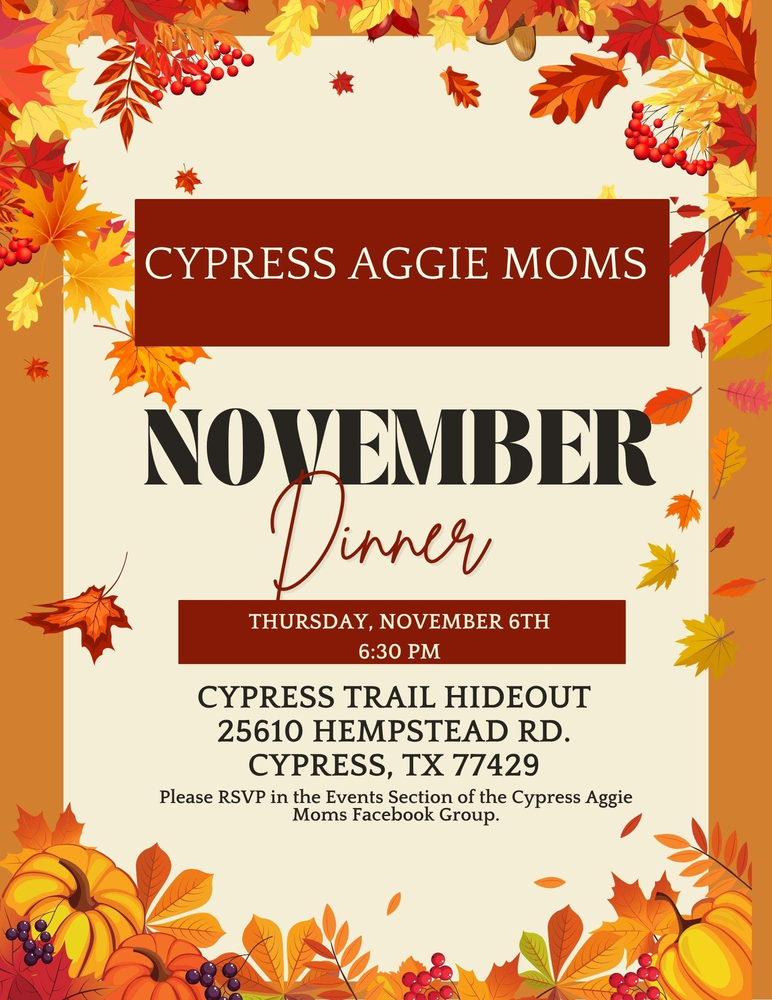 CYPRESS AGGIE MOMS
NOVEMBER
Dinner
THURSDAY, NOVEMBER 6TH
6:30 PM
CYPRESS TRAIL HIDEOUT
25610 HEMPSTEAD RD.
CYPRESS, TX 77429
Please RSVP in the Events Section of the Cypress Aggie
Moms Facebook Group.